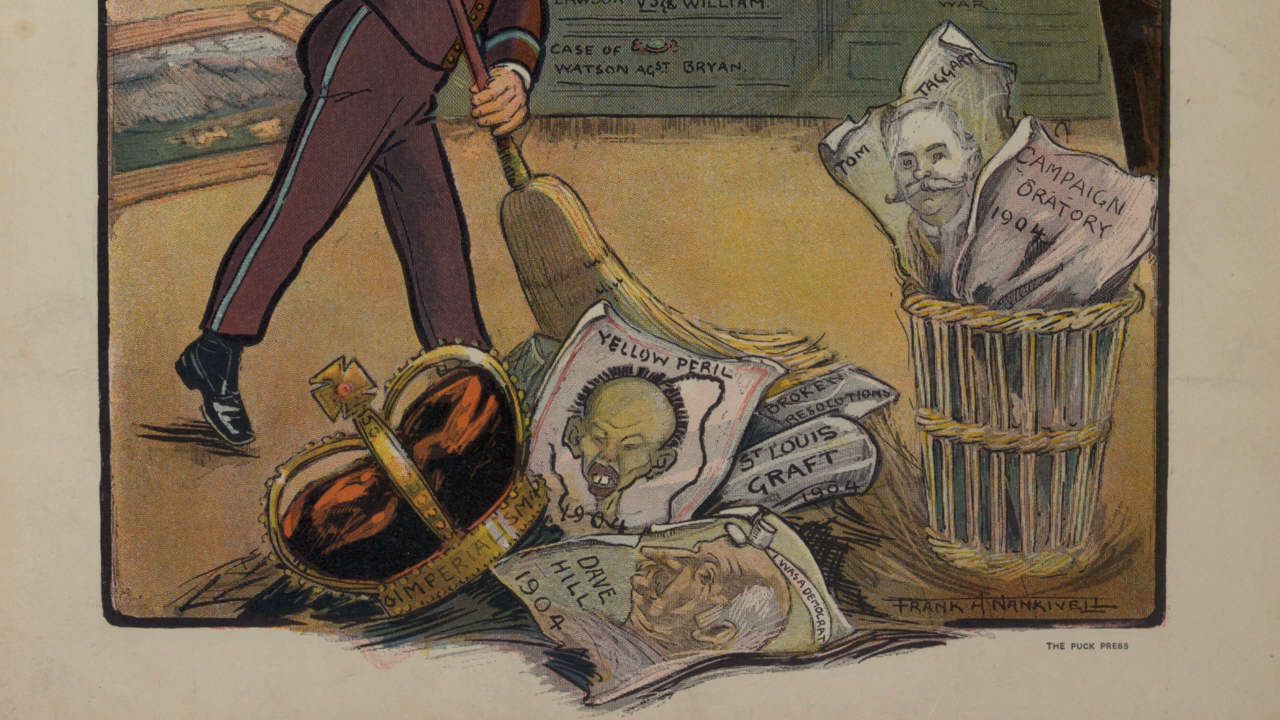 LAWSON VS WILLIAM.
WAR.
CASE OF
WATSON AGST BRYAN.
TOM TAGGART
CAMPAIGN
ORATORY
1904
YELLOW PERIL
1904
BROKEN
RESOLUTIONS
ST LOUIS
GRAFT
1904
IMPERIALISM
DAVE
HILL
1904
I WAS A DEMOCRAT
FRANK A NANKIVELL
THE PUCK PRESS